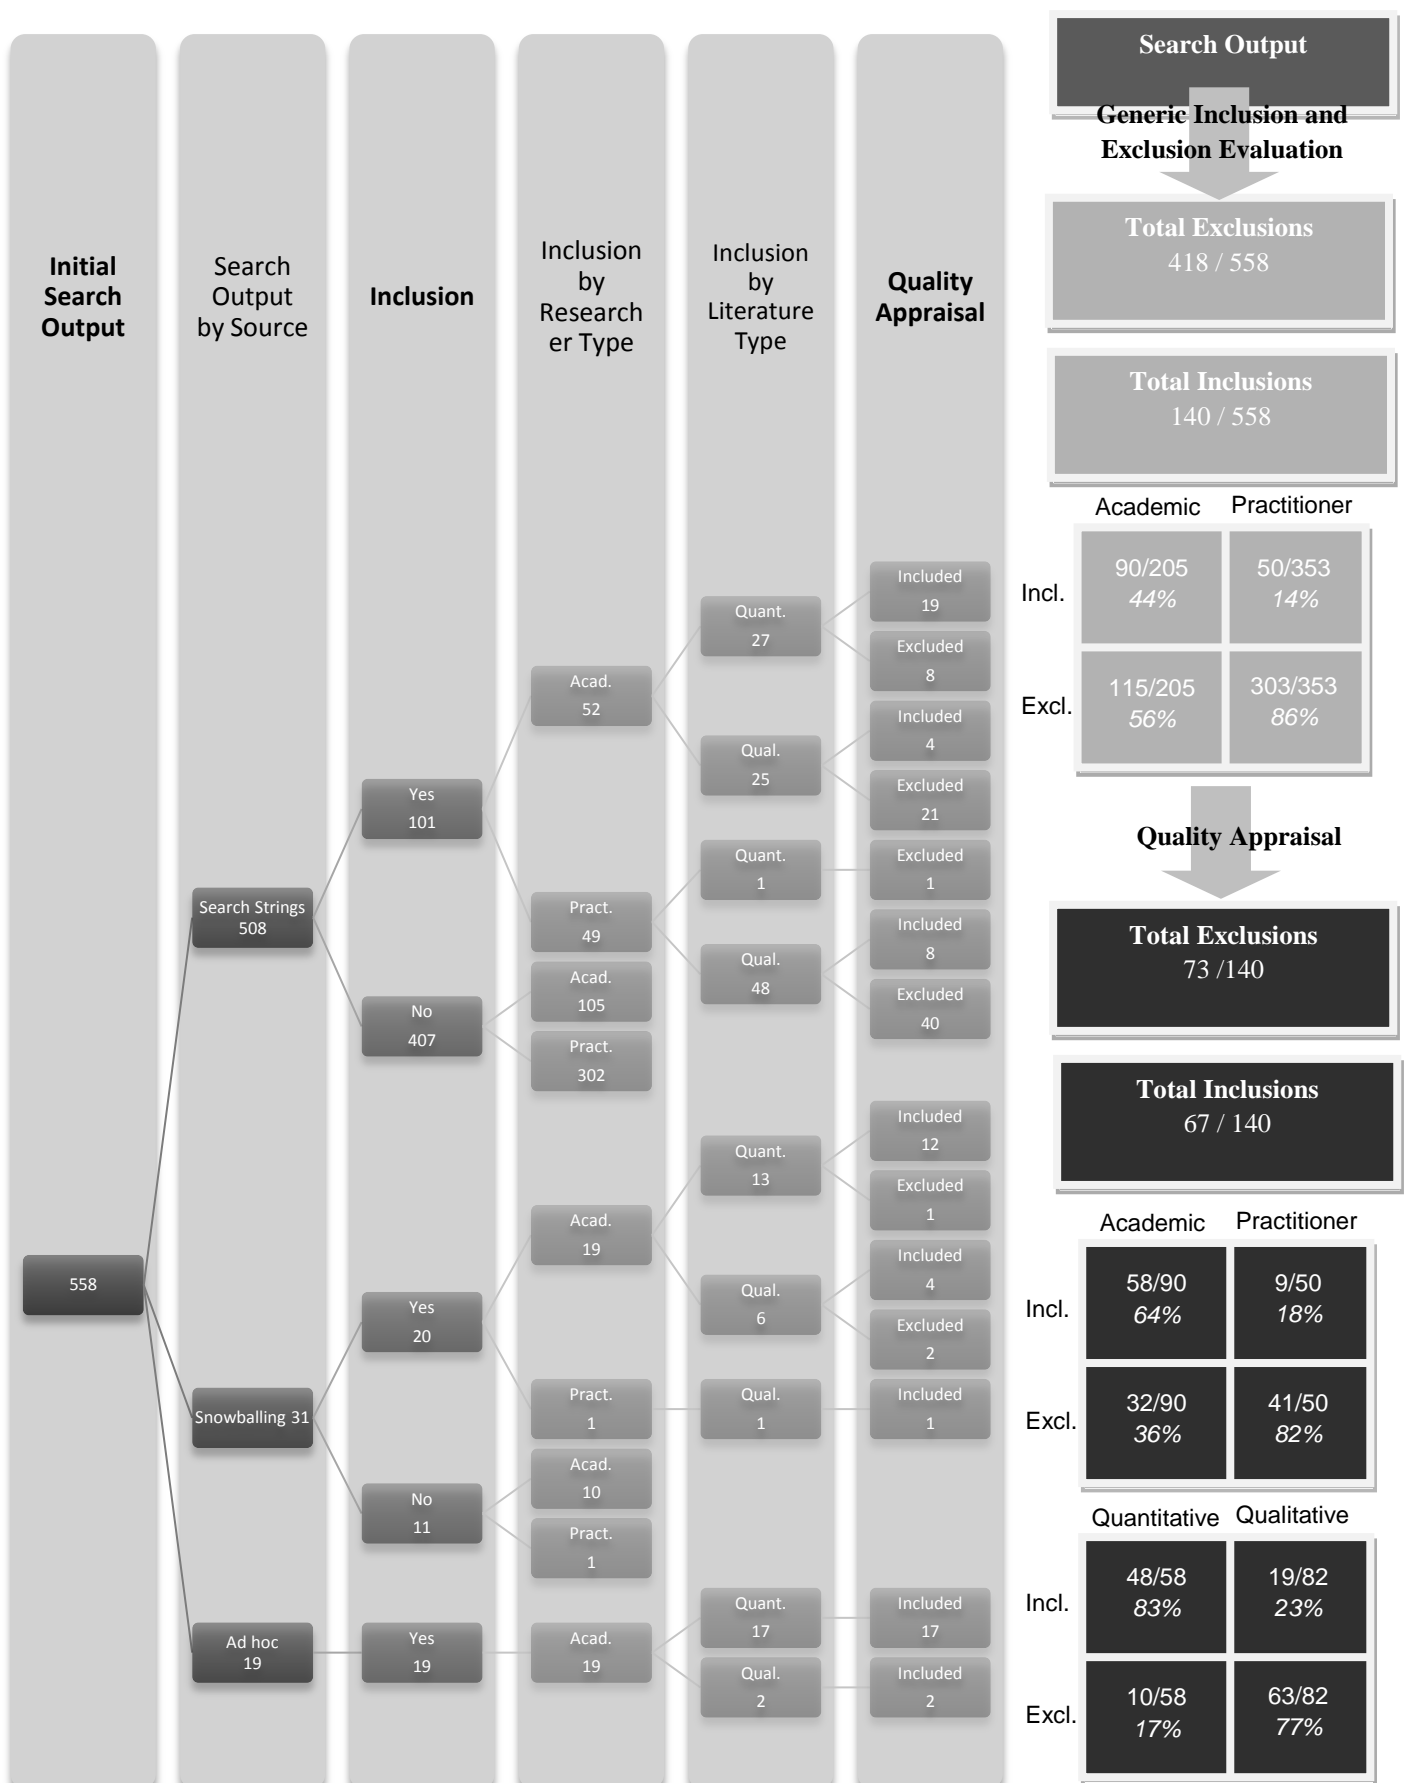 Initial
Search
Output
Search
Output
by Source
Inclusion
Inclusion
by
Research
er Type
Inclusion
by
Literature
Type
Quality
Appraisal
558
Search Strings
508
Snowballing 31
Ad hoc
19
Yes
101
No
407
Yes
20
No
11
Yes
19
Acad.
52
Pract.
49
Acad.
105
Pract.
302
Acad.
19
Pract.
1
Acad.
10
Pract.
1
Acad.
19
Quant.
27
Qual.
25
Quant.
1
Qual.
48
Quant.
13
Qual.
6
Qual.
1
Quant.
17
Qual.
2
Included
19
Excluded
8
Included
4
Excluded
21
Excluded
1
Included
8
Excluded
40
Included
12
Excluded
1
Included
4
Excluded
2
Included
1
Included
17
Included
2
Search Output
Generic Inclusion and
Exclusion Evaluation
Total Exclusions
418 / 558
Total Inclusions
140 / 558
Academic Practitioner
Incl.
90/205 50/353
44% 14%
Excl.
115/205 303/353
56% 86%
Quality Appraisal
Total Exclusions
73 /140
Total Inclusions
67 / 140
Academic Practitioner
Incl.
58/90 9/50
64% 18%
Excl.
32/90 41/50
36% 82%
Quantitative Qualitative
Incl.
48/58 19/82
83% 23%
Excl.
10/58 63/82
17% 77%